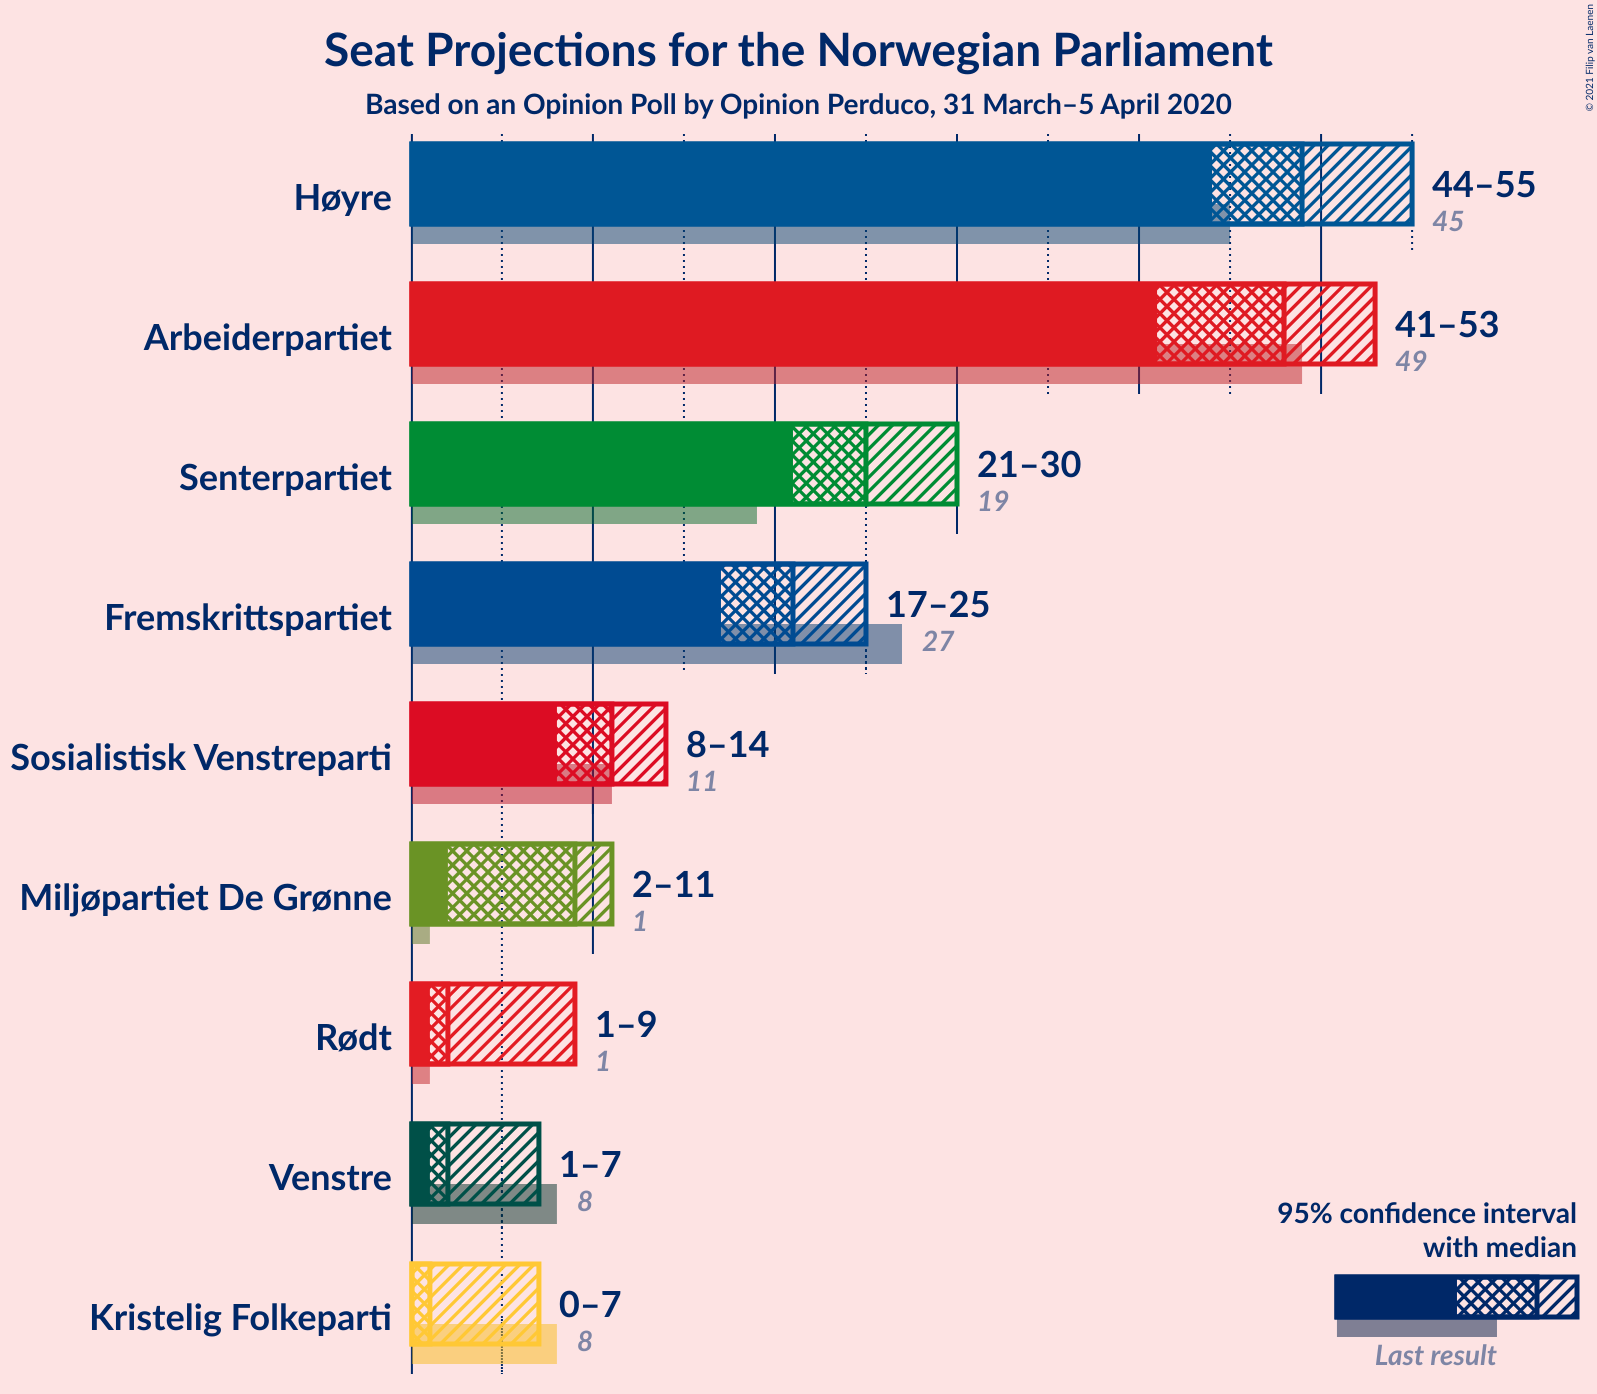 Seat Projections for the Norwegian Parliament
Based on an Opinion Poll by Opinion Perduco, 31 March–5 April 2020
© 2021 Filip van Laenen
Høyre
44–55
45
Arbeiderpartiet
41–53
49
Senterpartiet
21–30
19
Fremskrittspartiet
17–25
27
Sosialistisk Venstreparti
8–14
11
Miljøpartiet De Grønne
2–11
1
Rødt
1–9
1
Venstre
1–7
8
Kristelig Folkeparti
0–7
8
95% confidence interval
with median
Last result